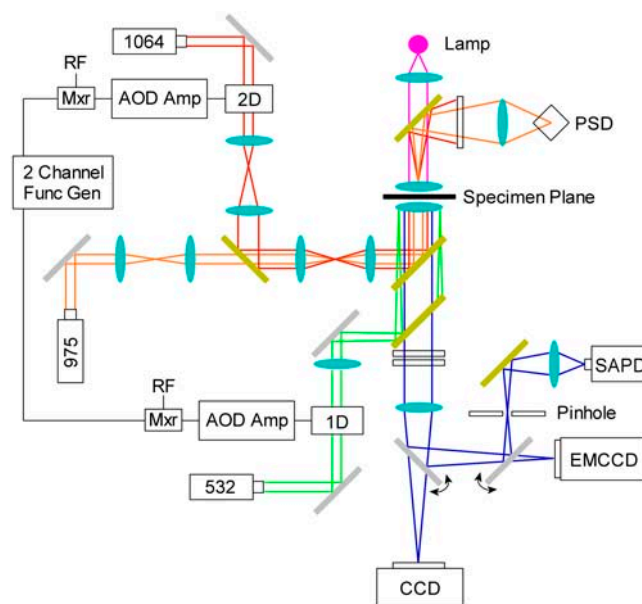 1064
Lamp
RF
Mxr
AOD Amp
2D
PSD
2 Channel
Func Gen
Specimen Plane
975
RF
Mxr
AOD Amp
1D
SAPD
Pinhole
532
EMCCD
CCD